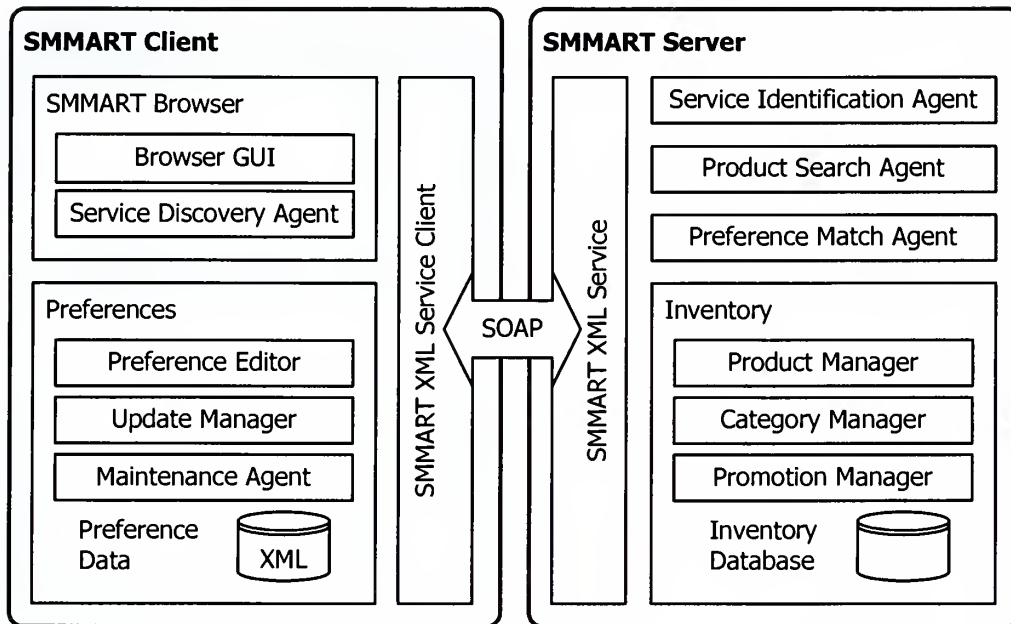 SMMART Client
SMMART Browser
Browser GUI
Service Discovery Agent
Preferences
Preference Editor
Update Manager
Maintenance Agent
Preference
Data
XML
SMMART XML Service Client
SOAP
SMMART Server
SMMART XML Service
Service Identification Agent
Product Search Agent
Preference Match Agent
Inventory
Product Manager
Category Manager
Promotion Manager
Inventory
Database